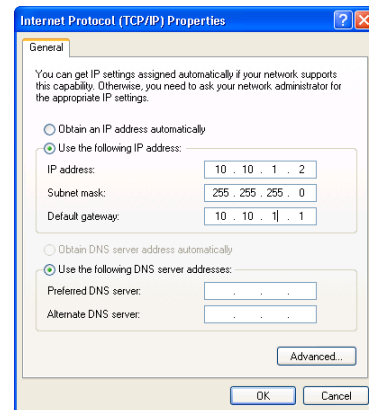 Internet Protocol (TCP/IP) Properties
General
You can get IP settings assigned automatically if your network supports
this capability. Otherwise, you need to ask your network administrator for
the appropriate IP settings.
Obtain an IP address automatically
Use the following IP address:
IP address: 10 . 10 . 1 . 2
Subnet mask: 255 . 255 . 255 . 0
Default gateway: 10 . 10 . 1 . 1
Obtain DNS server address automatically
Use the following DNS server addresses:
Preferred DNS server: . . .
Alternate DNS server: . . .
Advanced...
OK Cancel